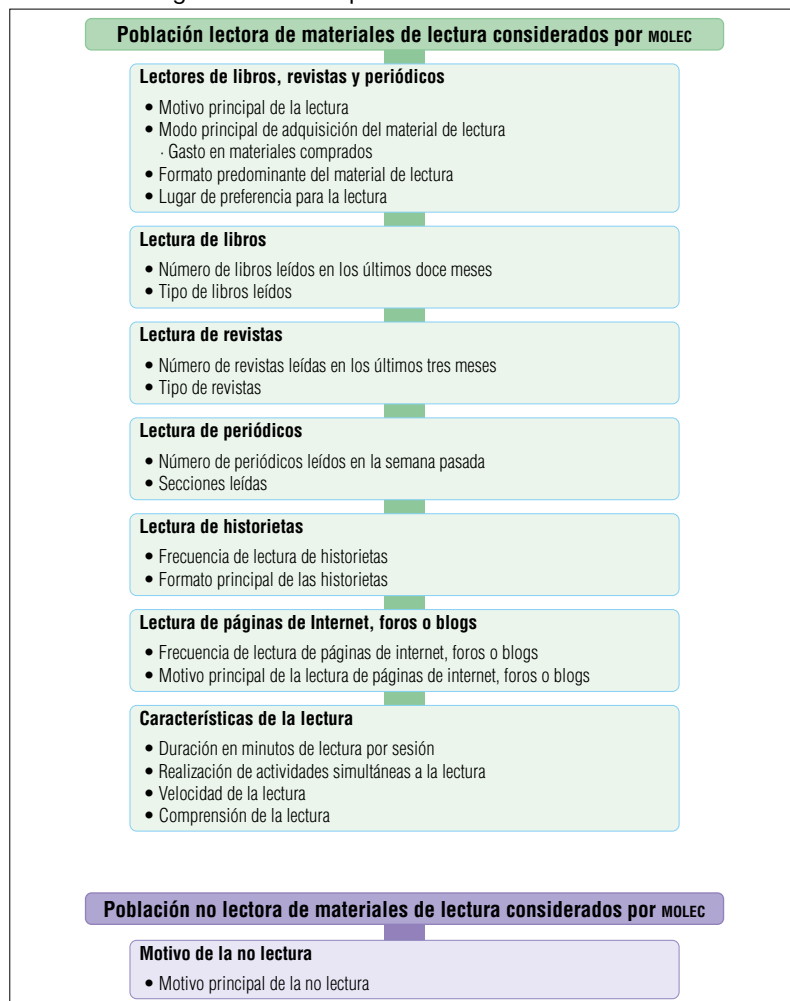 Población lectora de materiales de lectura considerados por MOLEC
Lectores de libros, revistas y periódicos
• Motivo principal de la lectura
• Modo principal de adquisición del material de lectura
· Gasto en materiales comprados
• Formato predominante del material de lectura
• Lugar de preferencia para la lectura
Lectura de libros
• Número de libros leídos en los últimos doce meses
• Tipo de libros leídos
Lectura de revistas
• Número de revistas leídas en los últimos tres meses
• Tipo de revistas
Lectura de periódicos
• Número de periódicos leídos en la semana pasada
• Secciones leídas
Lectura de historietas
• Frecuencia de lectura de historietas
• Formato principal de las historietas
Lectura de páginas de Internet, foros o blogs
• Frecuencia de lectura de páginas de internet, foros o blogs
• Motivo principal de la lectura de páginas de internet, foros o blogs
Características de la lectura
• Duración en minutos de lectura por sesión
• Realización de actividades simultáneas a la lectura
• Velocidad de la lectura
• Comprensión de la lectura
Población no lectora de materiales de lectura considerados por MOLEC
Motivo de la no lectura
• Motivo principal de la no lectura